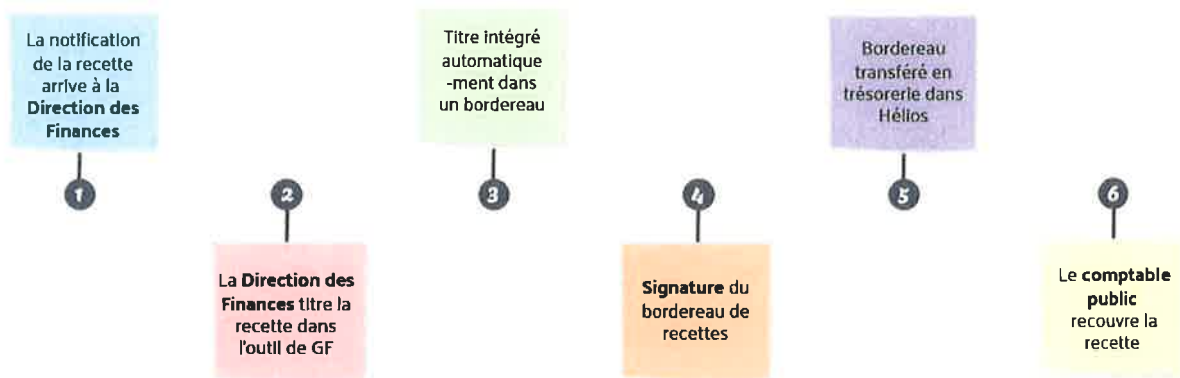 La notification
de la recette
arrive à la
Direction des
Finances
1
2
La Direction des
Finances titre la
recette dans
l'outil de GF
Titre intégré
automatique
-ment dans
un bordereau
3
4
Signature du
bordereau de
recettes
Bordereau
transféré en
trésorerie dans
Hélios
5
6
Le comptable
public
recouvre la
recette